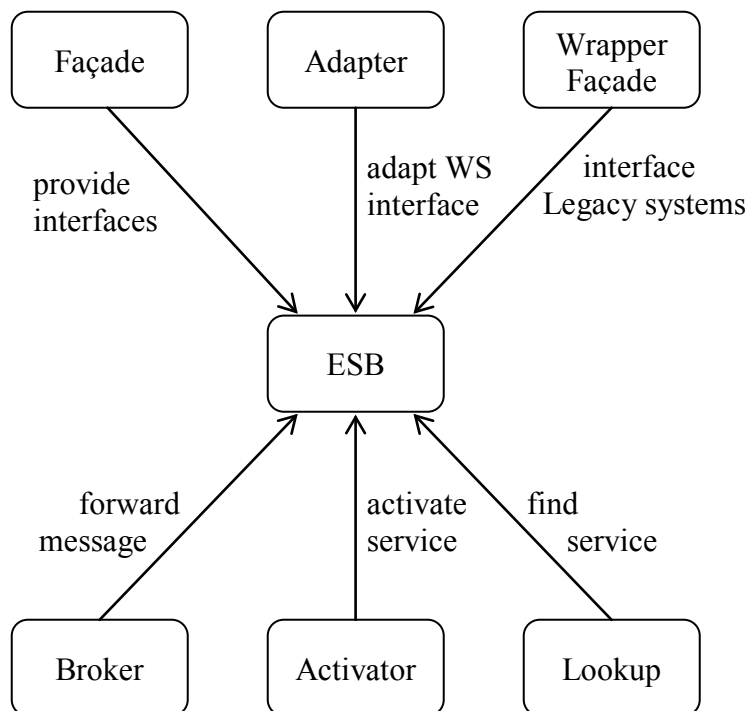 Façade
Adapter
Wrapper
Façade
provide
interfaces
adapt WS
interface
interface
Legacy systems
ESB
forward
message
activate
service
find
service
Broker
Activator
Lookup